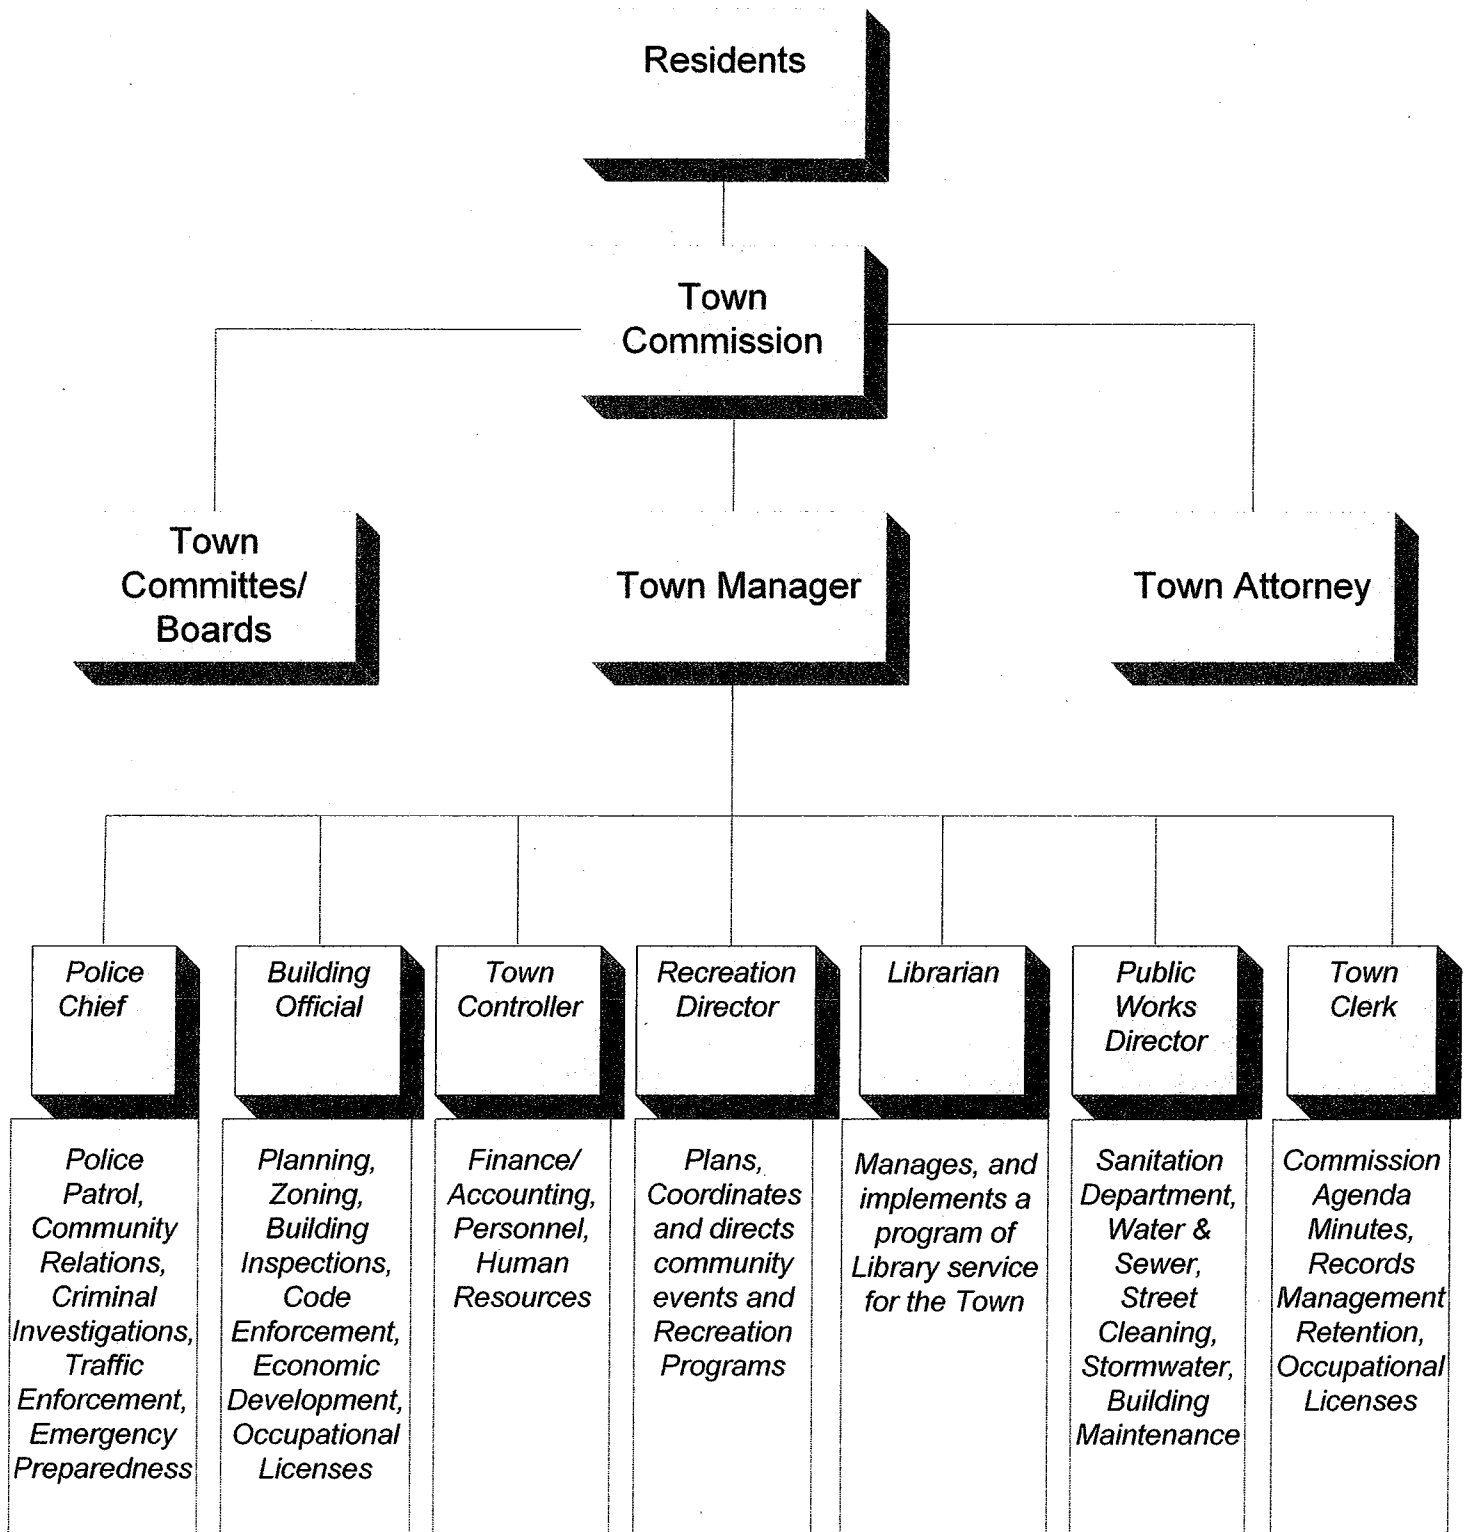 Residents
Town
Commission
Town
Committes/
Boards
Town Manager
Town Attorney
Police
Chief
Building
Official
Town
Controller
Recreation
Director
Librarian
Public
Works
Director
Town
Clerk
Police
Patrol,
Community
Relations,
Criminal
Investigations,
Traffic
Enforcement,
Emergency
Preparedness
Planning,
Zoning,
Building
Inspections,
Code
Enforcement,
Economic
Development,
Occupational
Licenses
Finance/
Accounting,
Personnel,
Human
Resources
Plans,
Coordinates
and directs
community
events and
Recreation
Programs
Manages, and
implements a
program of
Library service
for the Town
Sanitation
Department,
Water &
Sewer,
Street
Cleaning,
Stormwater,
Building
Maintenance
Commission
Agenda
Minutes,
Records
Management
Retention,
Occupational
Licenses